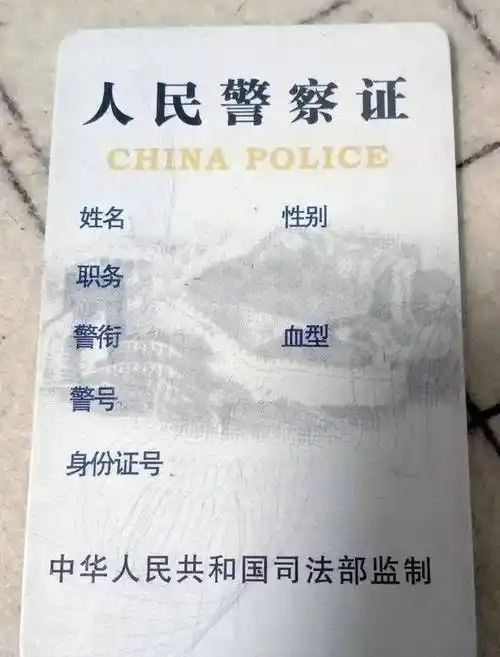 人民警察证
CHINA POLICE
姓名 性别
职务
警衔 血型
警号
身份证号
中华人民共和国司法部监制